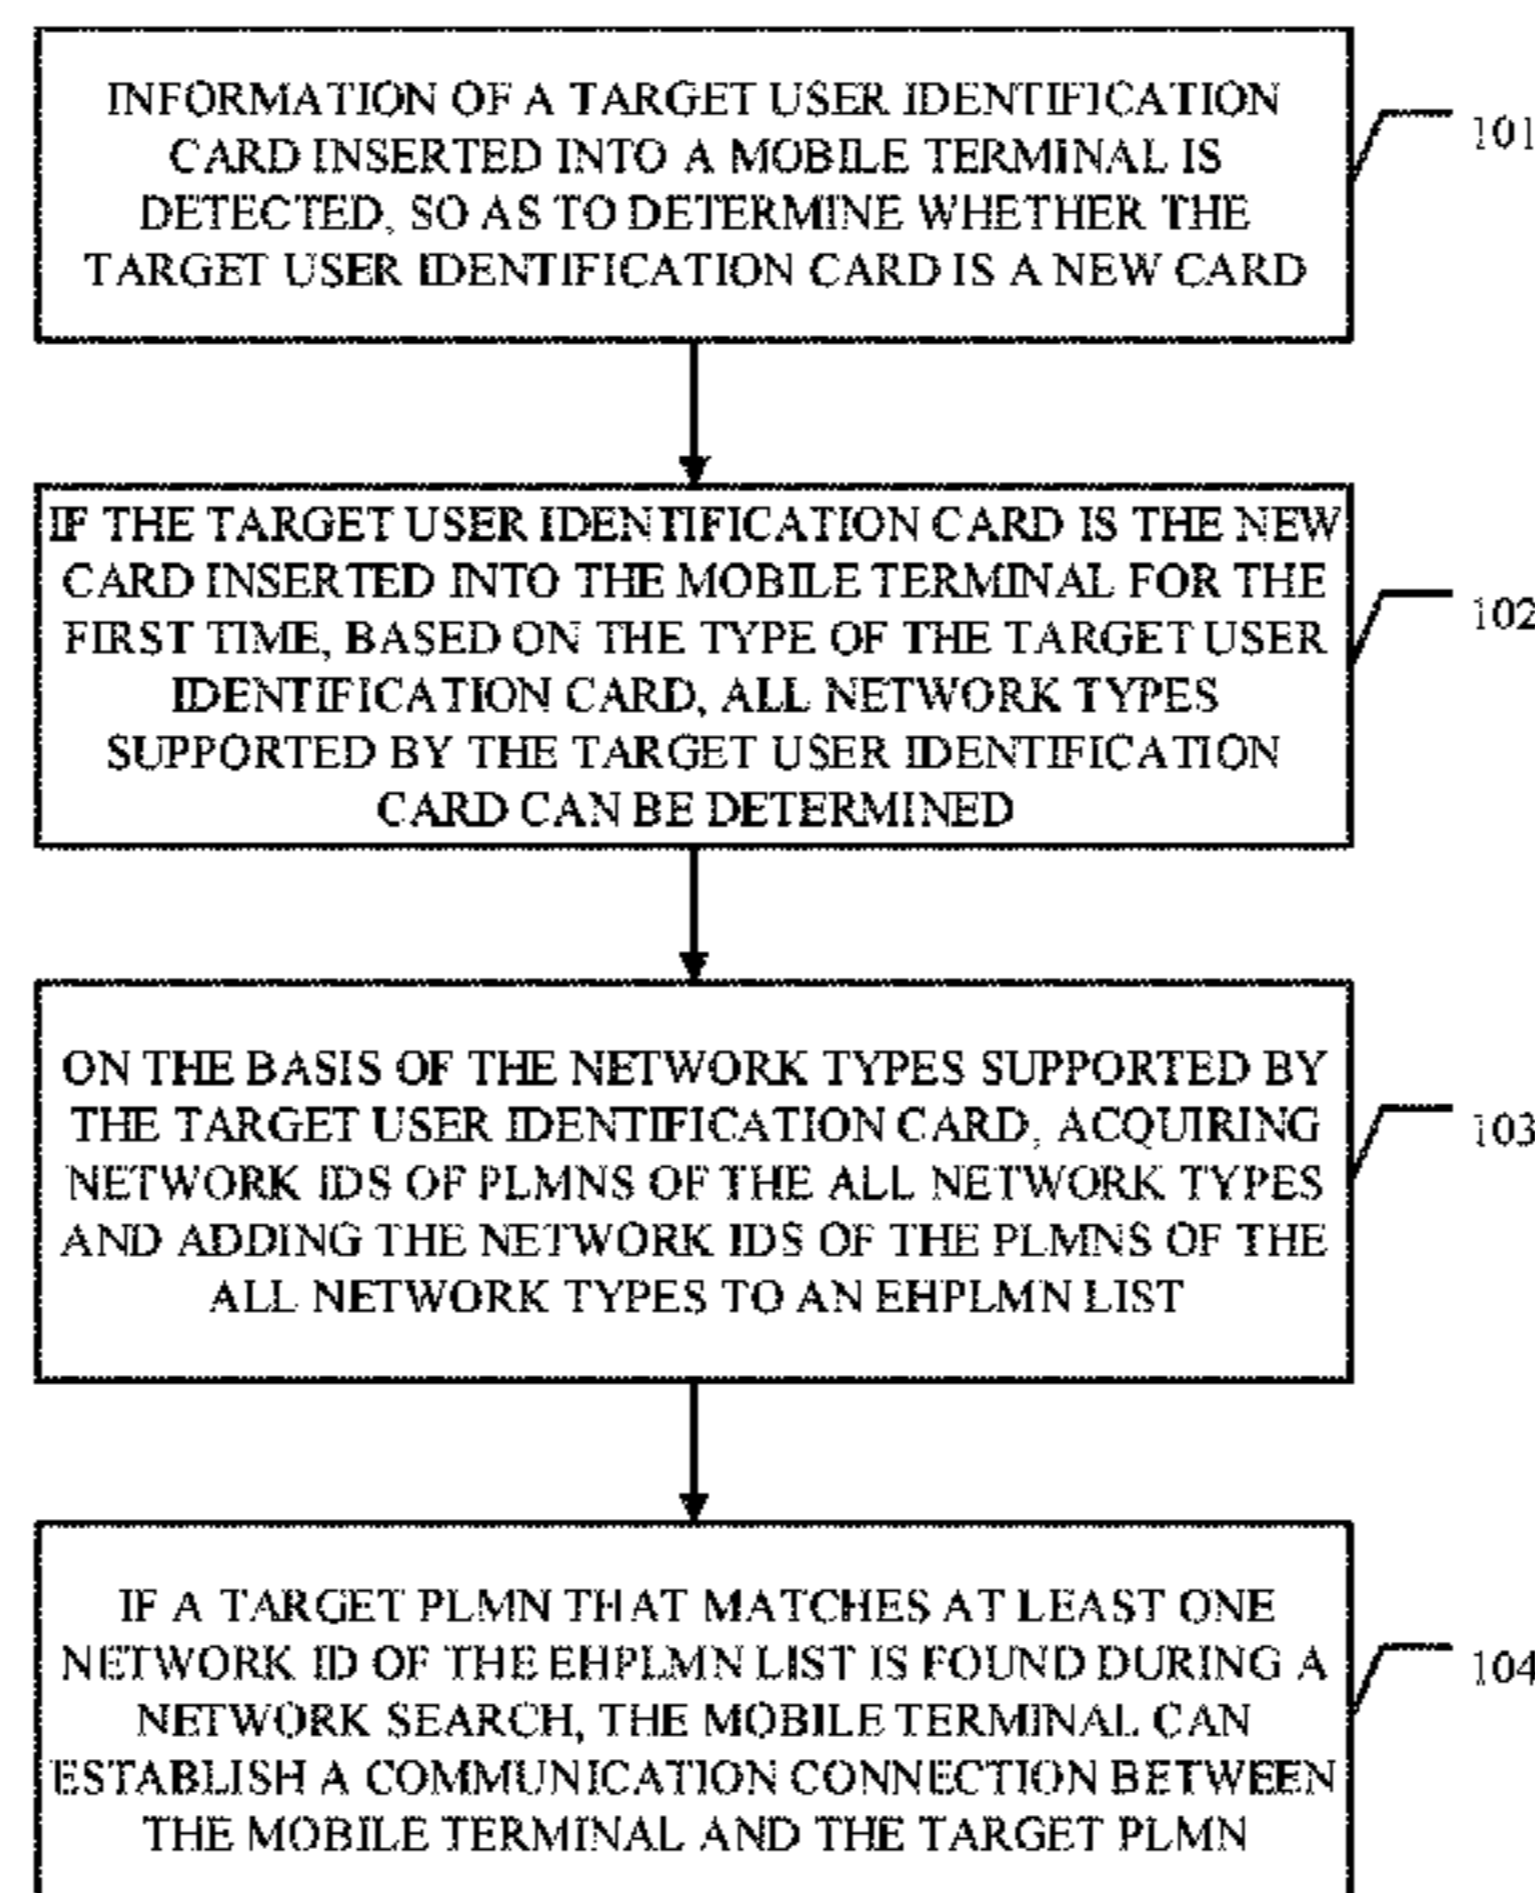 INFORMATION OF A TARGET USER IDENTIFICATION
CARD INSERTED INTO A MOBILE TERMINAL IS
DETECTED, SO AS TO DETERMINE WHETHER THE
TARGET USER IDENTIFICATION CARD IS A NEW CARD
101
IF THE TARGET USER IDENTIFICATION CARD IS THE NEW
CARD INSERTED INTO THE MOBILE TERMINAL FOR THE
FIRST TIME, BASED ON THE TYPE OF THE TARGET USER
IDENTIFICATION CARD, ALL NETWORK TYPES
SUPPORTED BY THE TARGET USER IDENTIFICATION
CARD CAN BE DETERMINED
102
ON THE BASIS OF THE NETWORK TYPES SUPPORTED BY
THE TARGET USER IDENTIFICATION CARD, ACQUIRING
NETWORK IDS OF PLMNS OF THE ALL NETWORK TYPES
AND ADDING THE NETWORK IDS OF THE PLMNS OF THE
ALL NETWORK TYPES TO AN EHPLMN LIST
103
IF A TARGET PLMN THAT MATCHES AT LEAST ONE
NETWORK ID OF THE EHPLMN LIST IS FOUND DURING A
NETWORK SEARCH, THE MOBILE TERMINAL CAN
ESTABLISH A COMMUNICATION CONNECTION BETWEEN
THE MOBILE TERMINAL AND THE TARGET PLMN
104